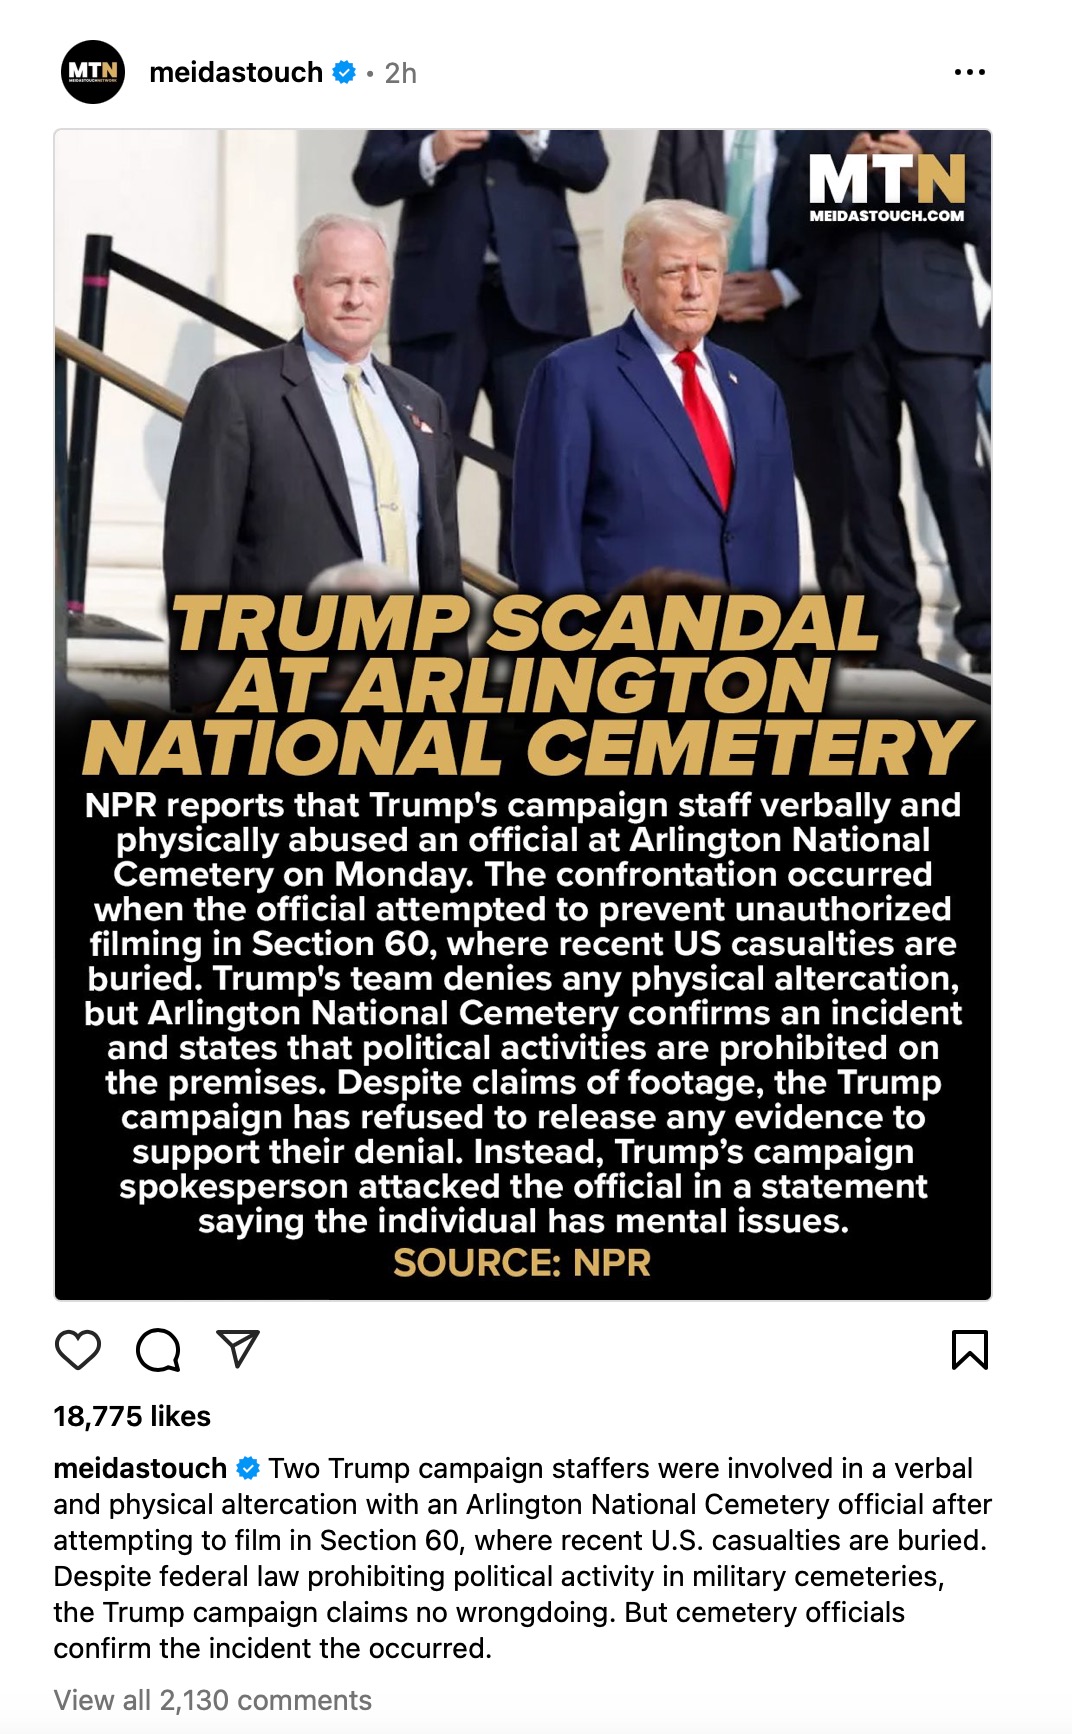 MTN
meidastouch • 2h
MTN
MEIDASTOUCH.COM
TRUMP SCANDAL
AT ARLINGTON
NATIONAL CEMETERY
NPR reports that Trump's campaign staff verbally and
physically abused an official at Arlington National
Cemetery on Monday. The confrontation occurred
when the official attempted to prevent unauthorized
filming in Section 60, where recent US casualties are
buried. Trump's team denies any physical altercation,
but Arlington National Cemetery confirms an incident
and states that political activities are prohibited on
the premises. Despite claims of footage, the Trump
campaign has refused to release any evidence to
support their denial. Instead, Trump’s campaign
spokesperson attacked the official in a statement
saying the individual has mental issues.
SOURCE: NPR
18,775 likes
meidastouch Two Trump campaign staffers were involved in a verbal
and physical altercation with an Arlington National Cemetery official after
attempting to film in Section 60, where recent U.S. casualties are buried.
Despite federal law prohibiting political activity in military cemeteries,
the Trump campaign claims no wrongdoing. But cemetery officials
confirm the incident the occurred.
View all 2,130 comments